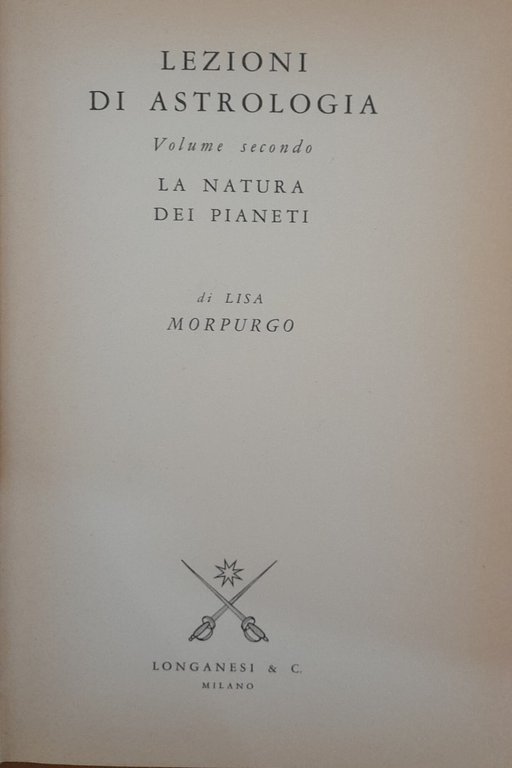 LEZIONI
DI ASTROLOGIA
Volume secondo
LA NATURA
DEI PIANETI
di LISA
MORPURGO
LONGANESI & C.
MILANO